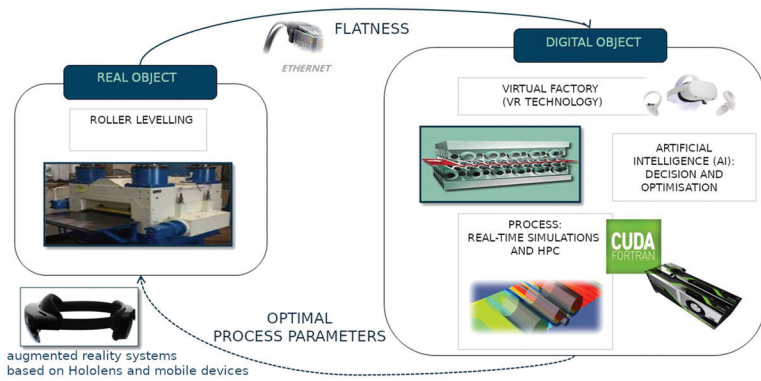 FLATNESS
ETHERNET
REAL OBJECT
ROLLER LEVELLING
DIGITAL OBJECT
VIRTUAL FACTORY
(VR TECHNOLOGY)
ARTIFICIAL
INTELLIGENCE (AI):
DECISION AND
OPTIMISATION
PROCESS:
REAL-TIME SIMULATIONS
AND HPC
CUDA
FORTRAN
OPTIMAL
PROCESS PARAMETERS
augmented reality systems
based on Hololens and mobile devices